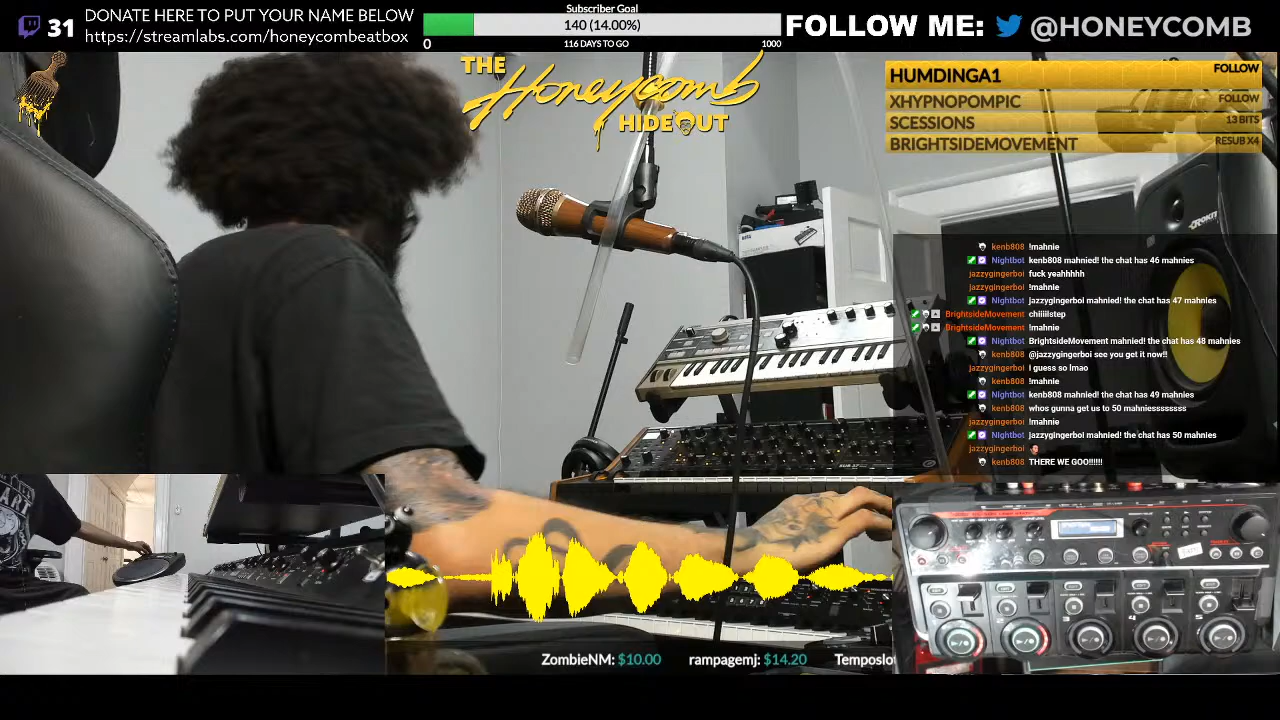 31
DONATE HERE TO PUT YOUR NAME BELOW
https://streamlabs.com/honeycombeatbox
Subscriber Goal
140 (14.00%)
0
116 DAYS TO GO
1000
FOLLOW ME: @HONEYCOMB
THE
Honeycomb
HIDEOUT
HUMDINGA1 FOLLOW
XHYPNOPOMPIC FOLLOW
SCESSIONS 13 BITS
BRIGHTSIDEMOVEMENT RESUB X4
ROKIT
kenb808 !mahnie
Nightbot kenb808 mahnied! the chat has 46 mahnies
jazzygingerboi fuck yeahhhh
jazzygingerboi !mahnie
Nightbot jazzygingerboi mahnied! the chat has 47 mahnies
BrightsideMovement chiiiilstep
BrightsideMovement !mahnie
Nightbot BrightsideMovement mahnied! the chat has 48 mahnies
kenb808 @jazzygingerboi see you get it now!!
jazzygingerboi I guess so lmao
kenb808 !mahnie
Nightbot kenb808 mahnied! the chat has 49 mahnies
kenb808 whos gunna get us to 50 mahniesssssss
jazzygingerboi !mahnie
Nightbot jazzygingerboi mahnied! the chat has 50 mahnies
jazzygingerboi
kenb808 THERE WE GOO!!!!!!
ZombieNM: $10.00 rampagemj: $14.20 Temposlo